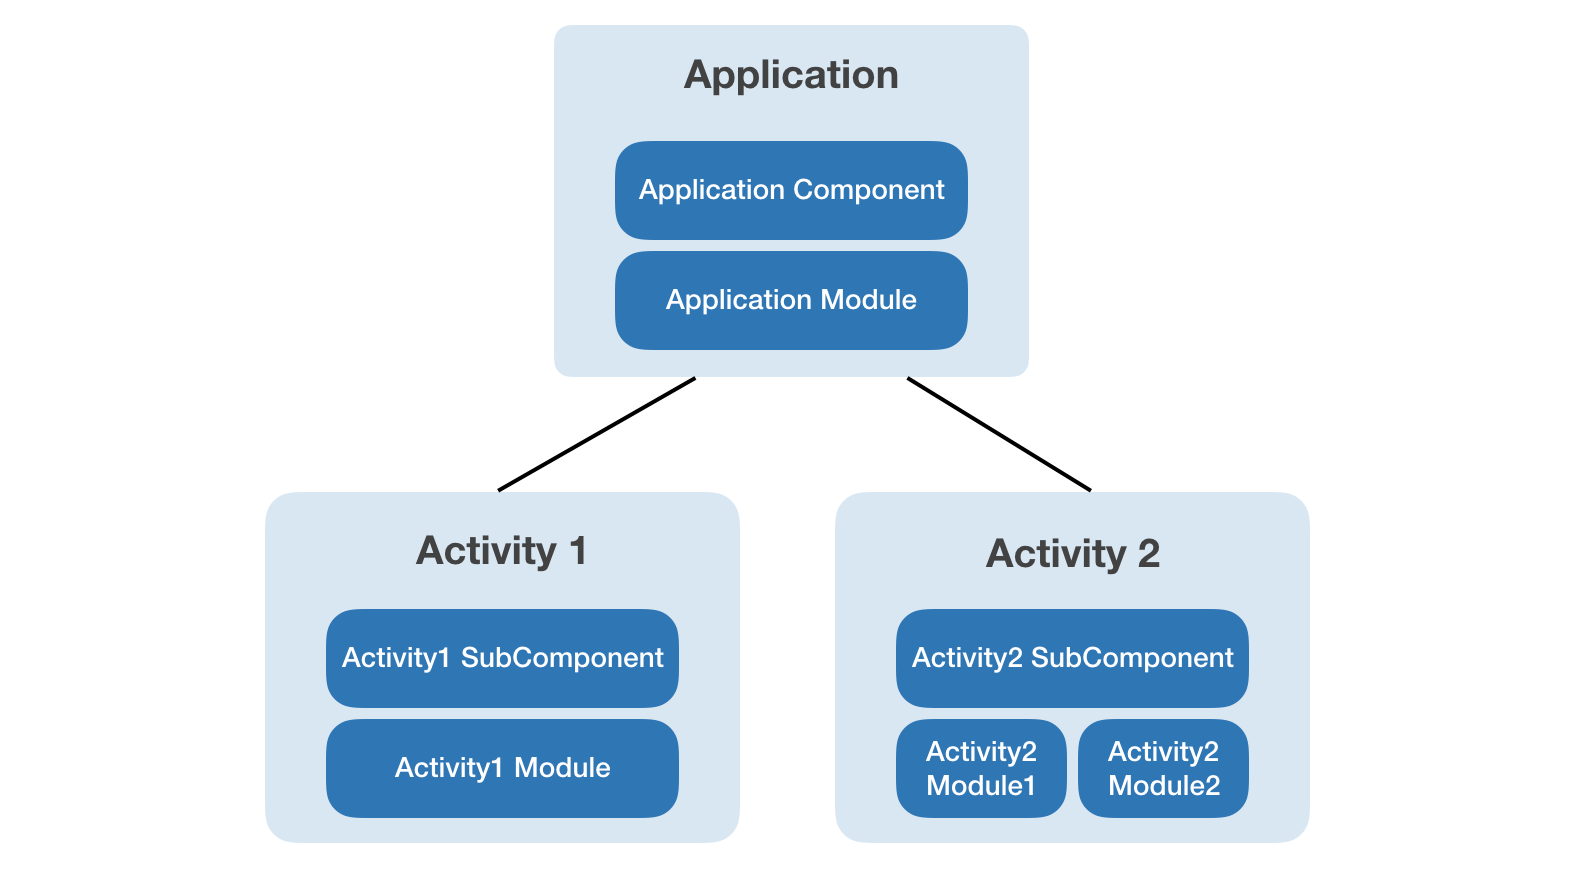 Application
Application Component
Application Module
Activity 1
Activity1 SubComponent
Activity1 Module
Activity 2
Activity2 SubComponent
Activity2
Module1
Activity2
Module2